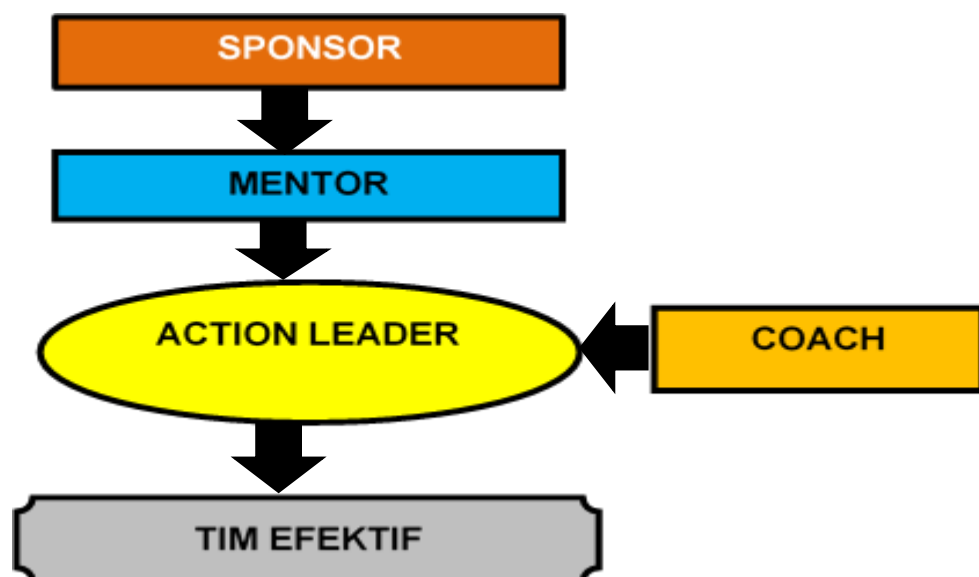 SPONSOR
MENTOR
ACTION LEADER
COACH
TIM EFEKTIF